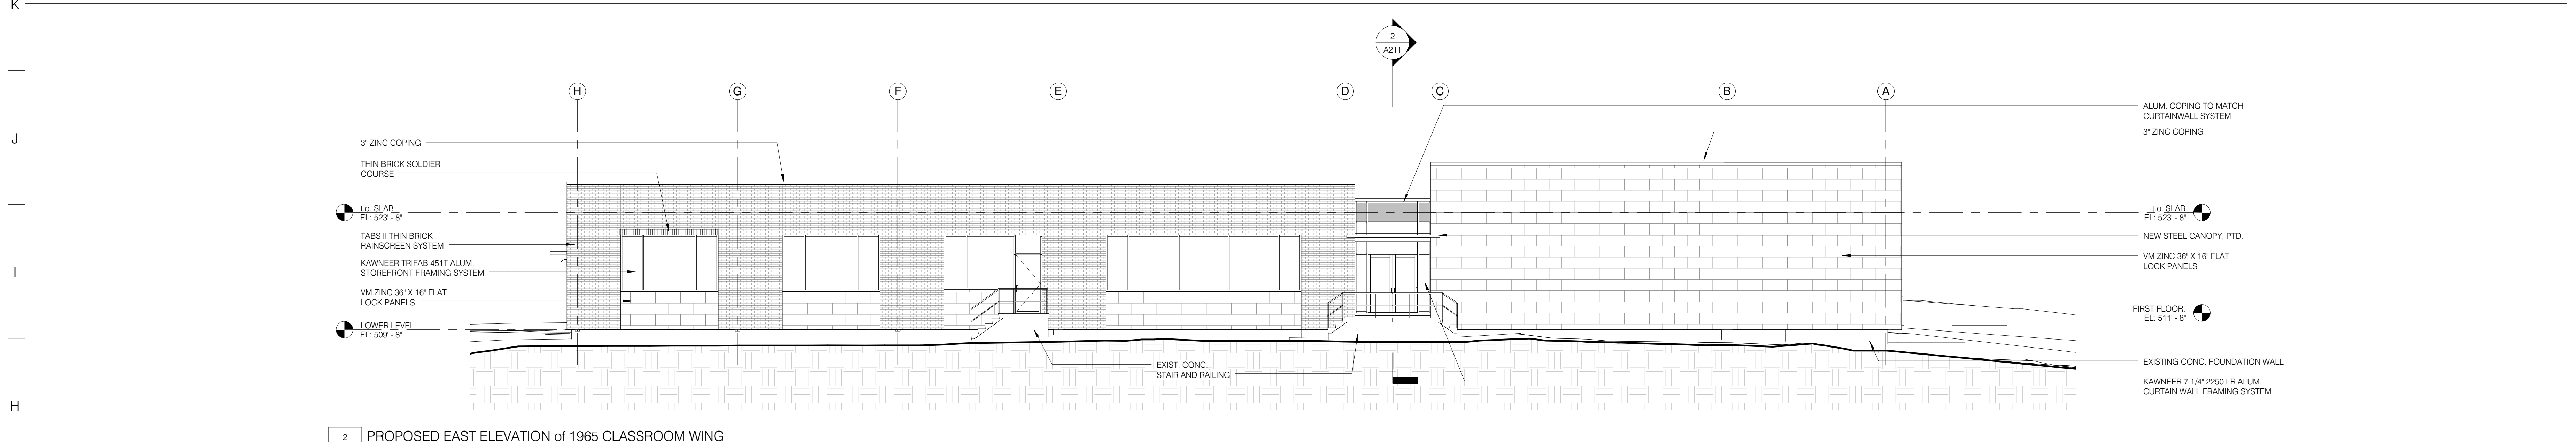 K
2
A211
H
G
F
E
D
C
B
A
J
3" ZINC COPING
THIN BRICK SOLDIER
COURSE
t.o. SLAB
EL: 523' - 8"
TABS II THIN BRICK
RAINSCREEN SYSTEM
I
KAWNEER TRIFAB 451T ALUM.
STOREFRONT FRAMING SYSTEM
VM ZINC 36" X 16" FLAT
LOCK PANELS
LOWER LEVEL
EL: 509' - 8"
EXIST. CONC.
STAIR AND RAILING
ALUM. COPING TO MATCH
CURTAINWALL SYSTEM
3" ZINC COPING
t.o. SLAB
EL: 523' - 8"
NEW STEEL CANOPY, PTD.
VM ZINC 36" X 16" FLAT
LOCK PANELS
FIRST FLOOR
EL: 511' - 8"
EXISTING CONC. FOUNDATION WALL
KAWNEER 7 1/4" 2250 LR ALUM.
CURTAIN WALL FRAMING SYSTEM
H
2 PROPOSED EAST ELEVATION of 1965 CLASSROOM WING